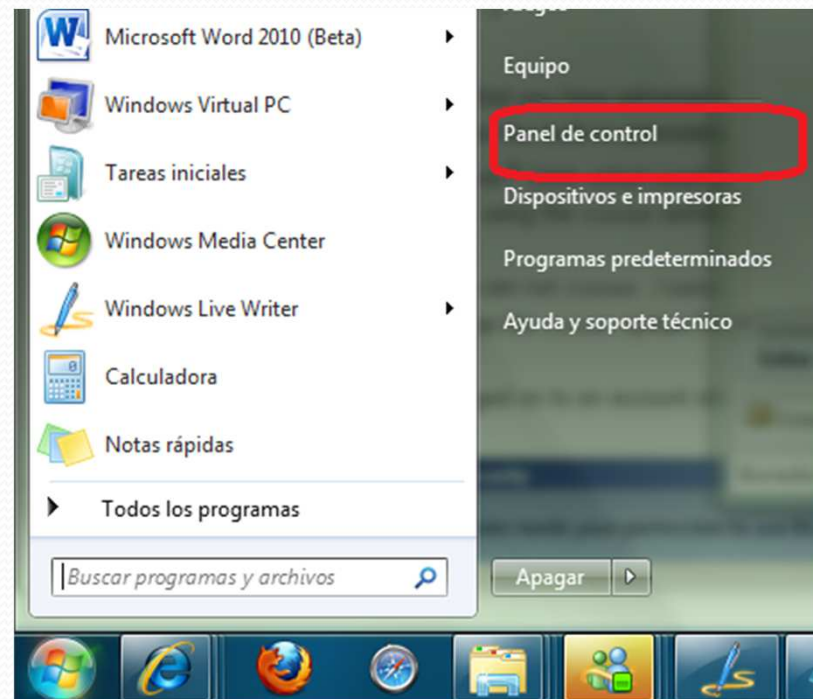 Microsoft Word 2010 (Beta)
Windows Virtual PC
Tareas iniciales
Windows Media Center
Windows Live Writer
Calculadora
Notas rápidas
Todos los programas
Buscar programas y archivos
Equipo
Panel de control
Dispositivos e impresoras
Programas predeterminados
Ayuda y soporte técnico
Apagar